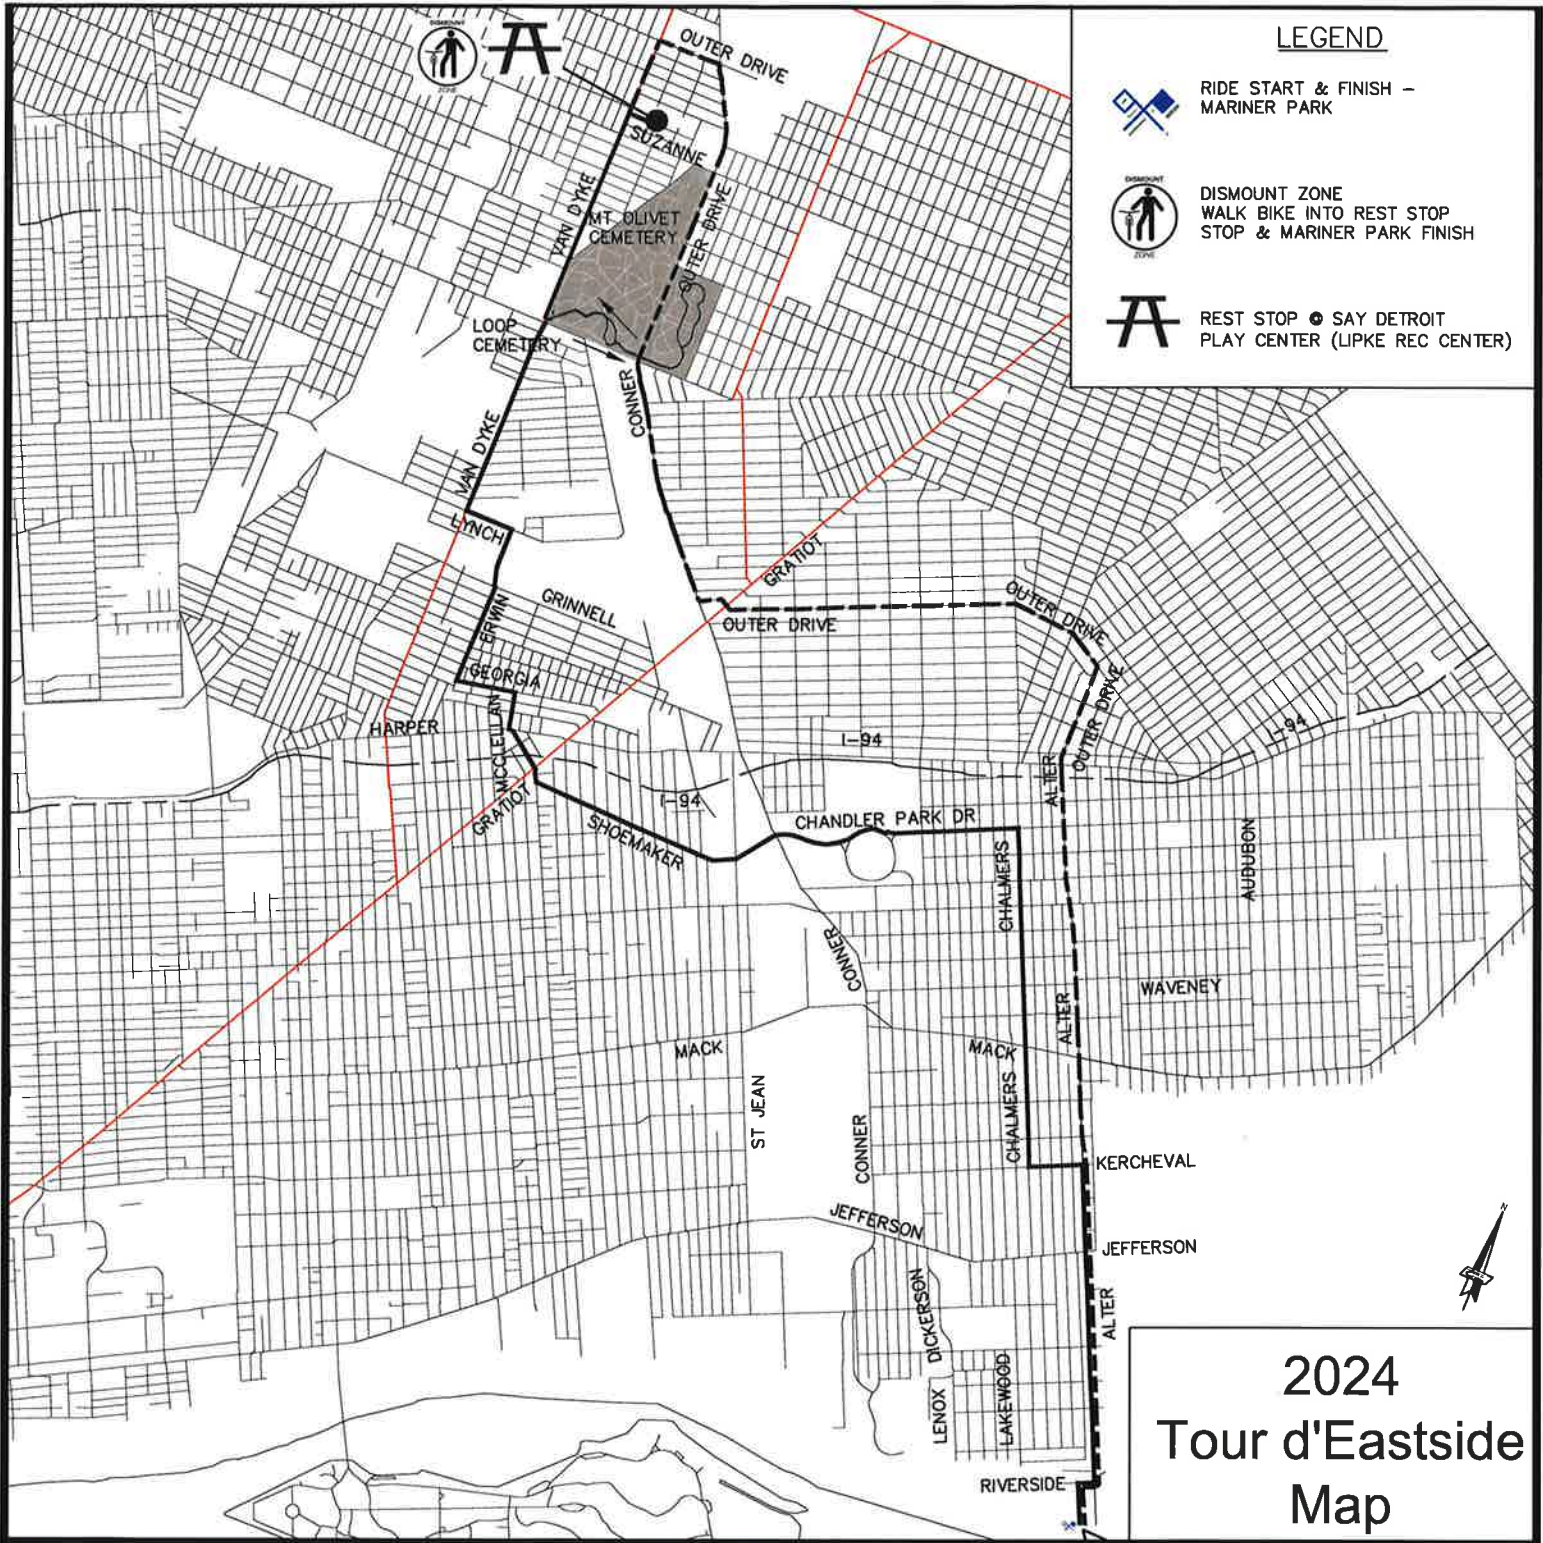 DISMOUNT
ZONE
OUTER DRIVE
SUZANNE
VAN DYKE
MT OLIVET
CEMETERY
OUTER DRIVE
LOOP
CEMETERY
CONNER
VAN DYKE
LYNCH
ERWIN
GRINNELL
GRATIOT
OUTER DRIVE
OUTER DRIVE
OUTER DRIVE
GEORGIA
HARPER
MCCLELLAN
GRATIOT
I-94
I-94
I-94
ALTER
SHOEMAKER
CHANDLER PARK DR
CHALMERS
AUDUBON
CONNER
WAVENEY
ALTER
MACK
MACK
ST JEAN
CONNER
CHALMERS
KERCHEVAL
JEFFERSON
JEFFERSON
ALTER
DICKERSON
LENOX
LAKEWOOD
RIVERSIDE
LEGEND
RIDE START & FINISH -
MARINER PARK
DISMOUNT
ZONE
DISMOUNT ZONE
WALK BIKE INTO REST STOP
STOP & MARINER PARK FINISH
REST STOP @ SAY DETROIT
PLAY CENTER (LIPKE REC CENTER)
N
2024
Tour d'Eastside
Map